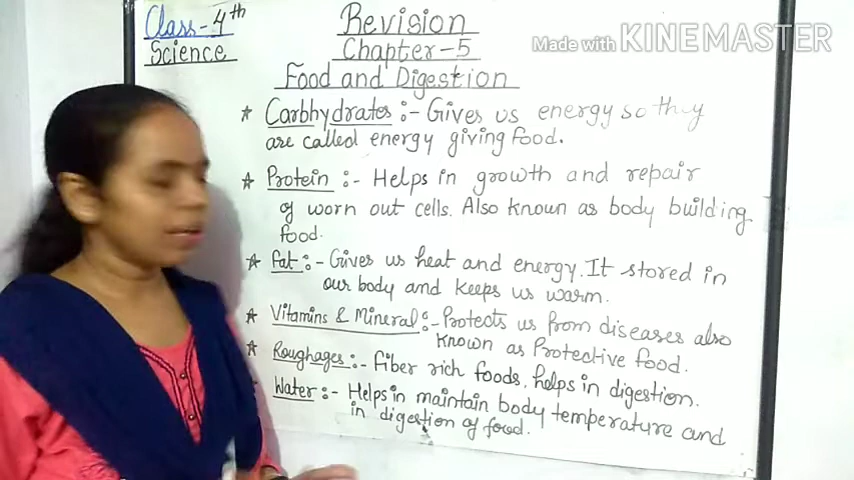 Class-4th
Science
Revision
Chapter-5
Food and Digestion
Made with KINEMASTER
* Carbhydrates :- Gives us energy so they
are called energy giving food.
* Protein :- Helps in growth and repair
of worn out cells. Also known as body building
food.
* Fat :- Gives us heat and energy. It stored in
our body and keeps us warm.
* Vitamins & Mineral :- Protects us from diseases also
known as Protective food.
* Roughages :- Fiber rich foods, helps in digestion.
* Water :- Helps in maintain body temperature and
in digestion of food.